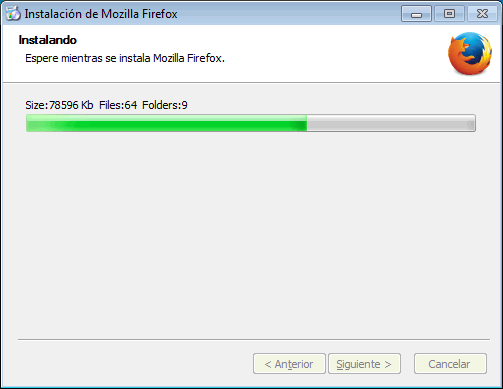 Instalación de Mozilla Firefox
Instalando
Espere mientras se instala Mozilla Firefox.
Size:78596 Kb Files:64 Folders:9
< Anterior Siguiente > Cancelar